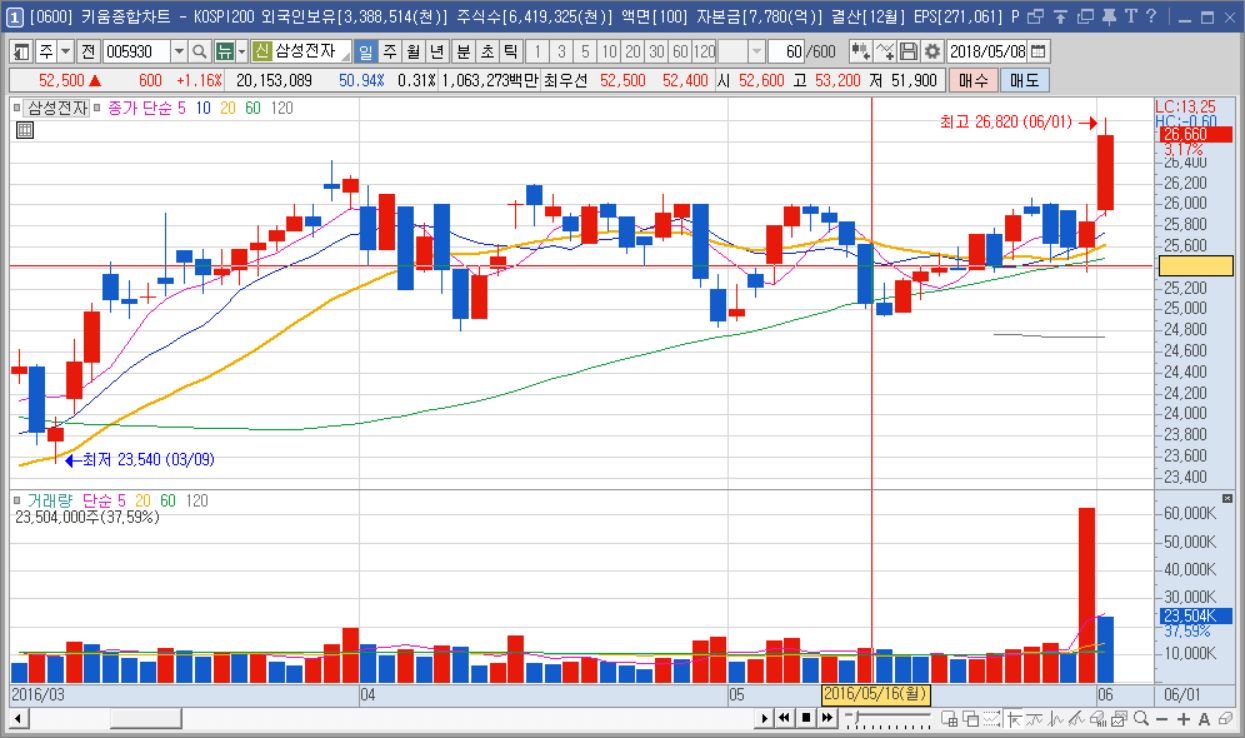 1 [0600] 키움종합차트 - KOSPI200 외국인보유[3,388,514(천)] 주식수[6,419,325(천)] 액면[100] 자본금[7,780(억)] 결산[12월] EPS[271,061] P T ?
주 전 005930 뉴 신 삼성전자 일 주 월 년 분 초 틱 1 3 5 10 20 30 60 120 60 /600 2018/05/08
52,500 ▲ 600 +1.16% 20,153,089 50.94% 0.31% 1,063,273백만 최우선 52,500 52,400 시 52,600 고 53,200 저 51,900 매수 매도
삼성전자 종가 단순 5 10 20 60 120
LC:13,25
HC:-0,60
최고 26,820 (06/01)
26,660
3,17%
26,400
26,200
26,000
25,800
25,600
25,200
25,000
24,800
24,600
24,400
24,200
24,000
23,800
23,600
23,400
최저 23,540 (03/09)
거래량 단순 5 20 60 120
23,504,000주(37,59%)
60,000K
50,000K
40,000K
30,000K
23,504K
37,59%
10,000K
2016/03 04 05 2016/05/16(월) 06 06/01
A